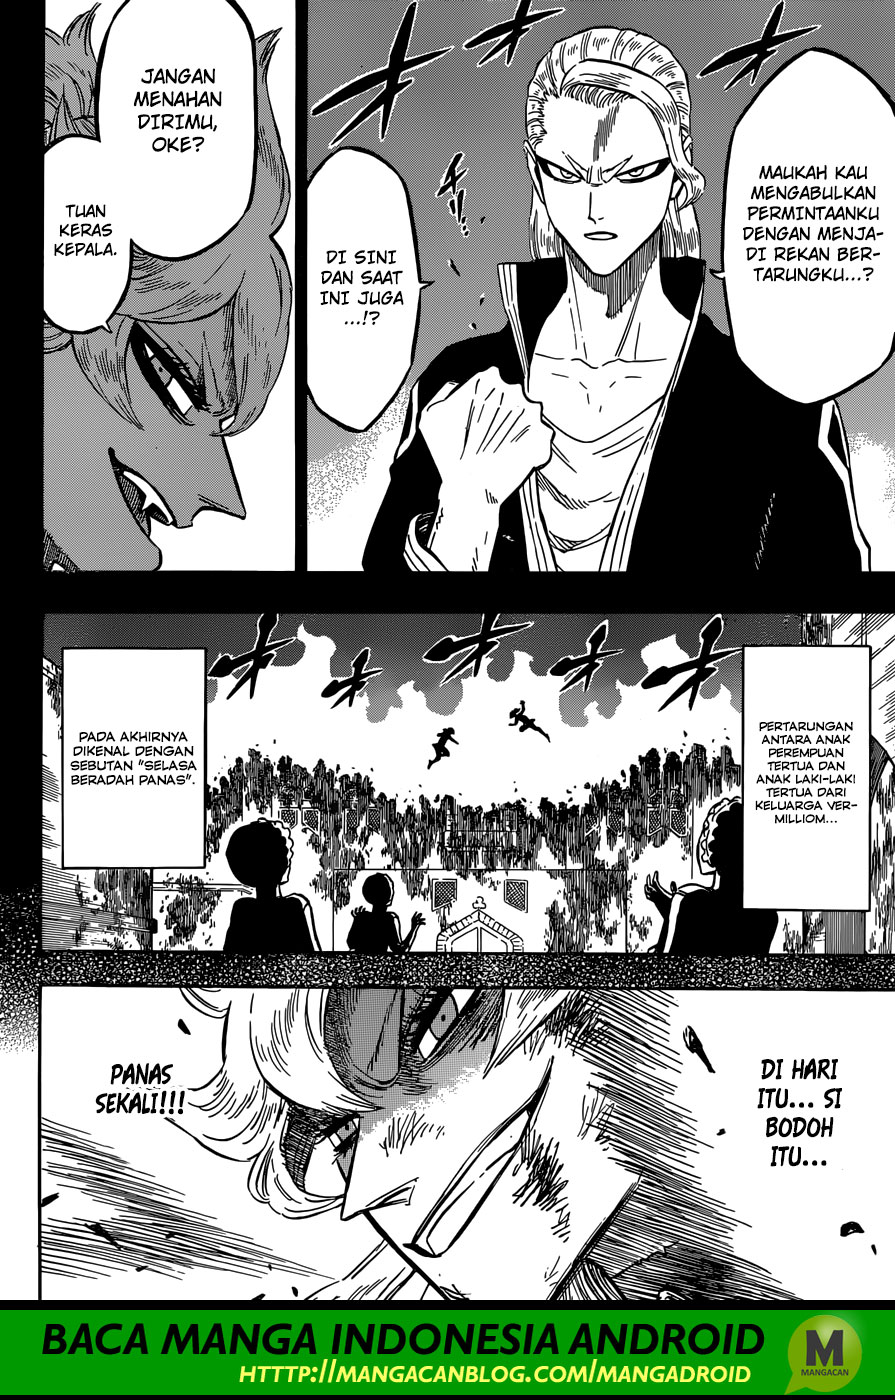 MAUKAH KAU
MENGABULKAN
PERMINTAANKU
DENGAN MENJA-
DI REKAN BER-
TARUNGKU...?
DI SINI
DAN SAAT
INI JUGA
...!?
JANGAN
MENAHAN
DIRIMU,
OKE?
TUAN
KERAS
KEPALA.
PERTARUNGAN
ANTARA ANAK
PEREMPUAN
TERTUA DAN
ANAK LAKI-LAKI
TERTUA DARI
KELUARGA VER-
MILLIOM...
PADA AKHIRNYA
DIKENAL DENGAN
SEBUTAN "SELASA
BERADAH PANAS".
DI HARI
ITU... SI
BODOH
ITU...
PANAS
SEKALI!!!
BACA MANGA INDONESIA ANDROID
HTTTP://MANGACANBLOG.COM/MANGADROID
M
MANGACAN